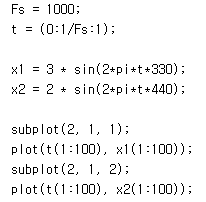 Fs = 1000;
t = (0:1/Fs:1);
x1 = 3 * sin(2*pi*t*330);
x2 = 2 * sin(2*pi*t*440);
subplot(2, 1, 1);
plot(t(1:100), x1(1:100));
subplot(2, 1, 2);
plot(t(1:100), x2(1:100));